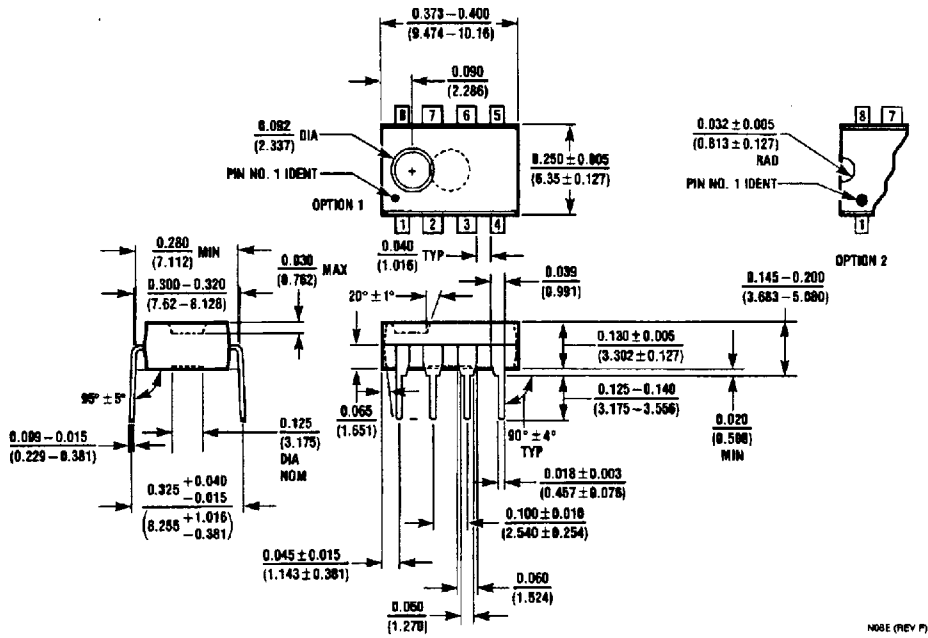 0.373–0.400
(9.474–10.16)
0.090
(2.286)
8 7 6 5
0.092 DIA
(2.337)
PIN NO. 1 IDENT
OPTION 1
1 2 3 4
0.250 ± 0.005
(6.35 ± 0.127)
8 7
0.032 ± 0.005
(0.813 ± 0.127)
RAD
PIN NO. 1 IDENT
1
OPTION 2
0.280 MIN
(7.112)
0.300–0.320
(7.62–8.128)
0.030 MAX
(0.762)
0.040 TYP
(1.016)
0.039
(0.991)
20° ± 1°
0.145–0.200
(3.683–5.080)
0.130 ± 0.005
(3.302 ± 0.127)
0.125–0.140
(3.175–3.556)
0.020
(0.508)
MIN
95° ± 5°
0.009–0.015
(0.229–0.381)
0.125
(3.175)
DIA
NOM
0.065
(1.651)
90° ± 4°
TYP
0.018 ± 0.003
(0.457 ± 0.076)
0.325 +0.040
−0.015
(8.255 +1.016
−0.381)
0.100 ± 0.010
(2.540 ± 0.254)
0.045 ± 0.015
(1.143 ± 0.381)
0.060
(1.524)
0.050
(1.270)
N08E (REV F)